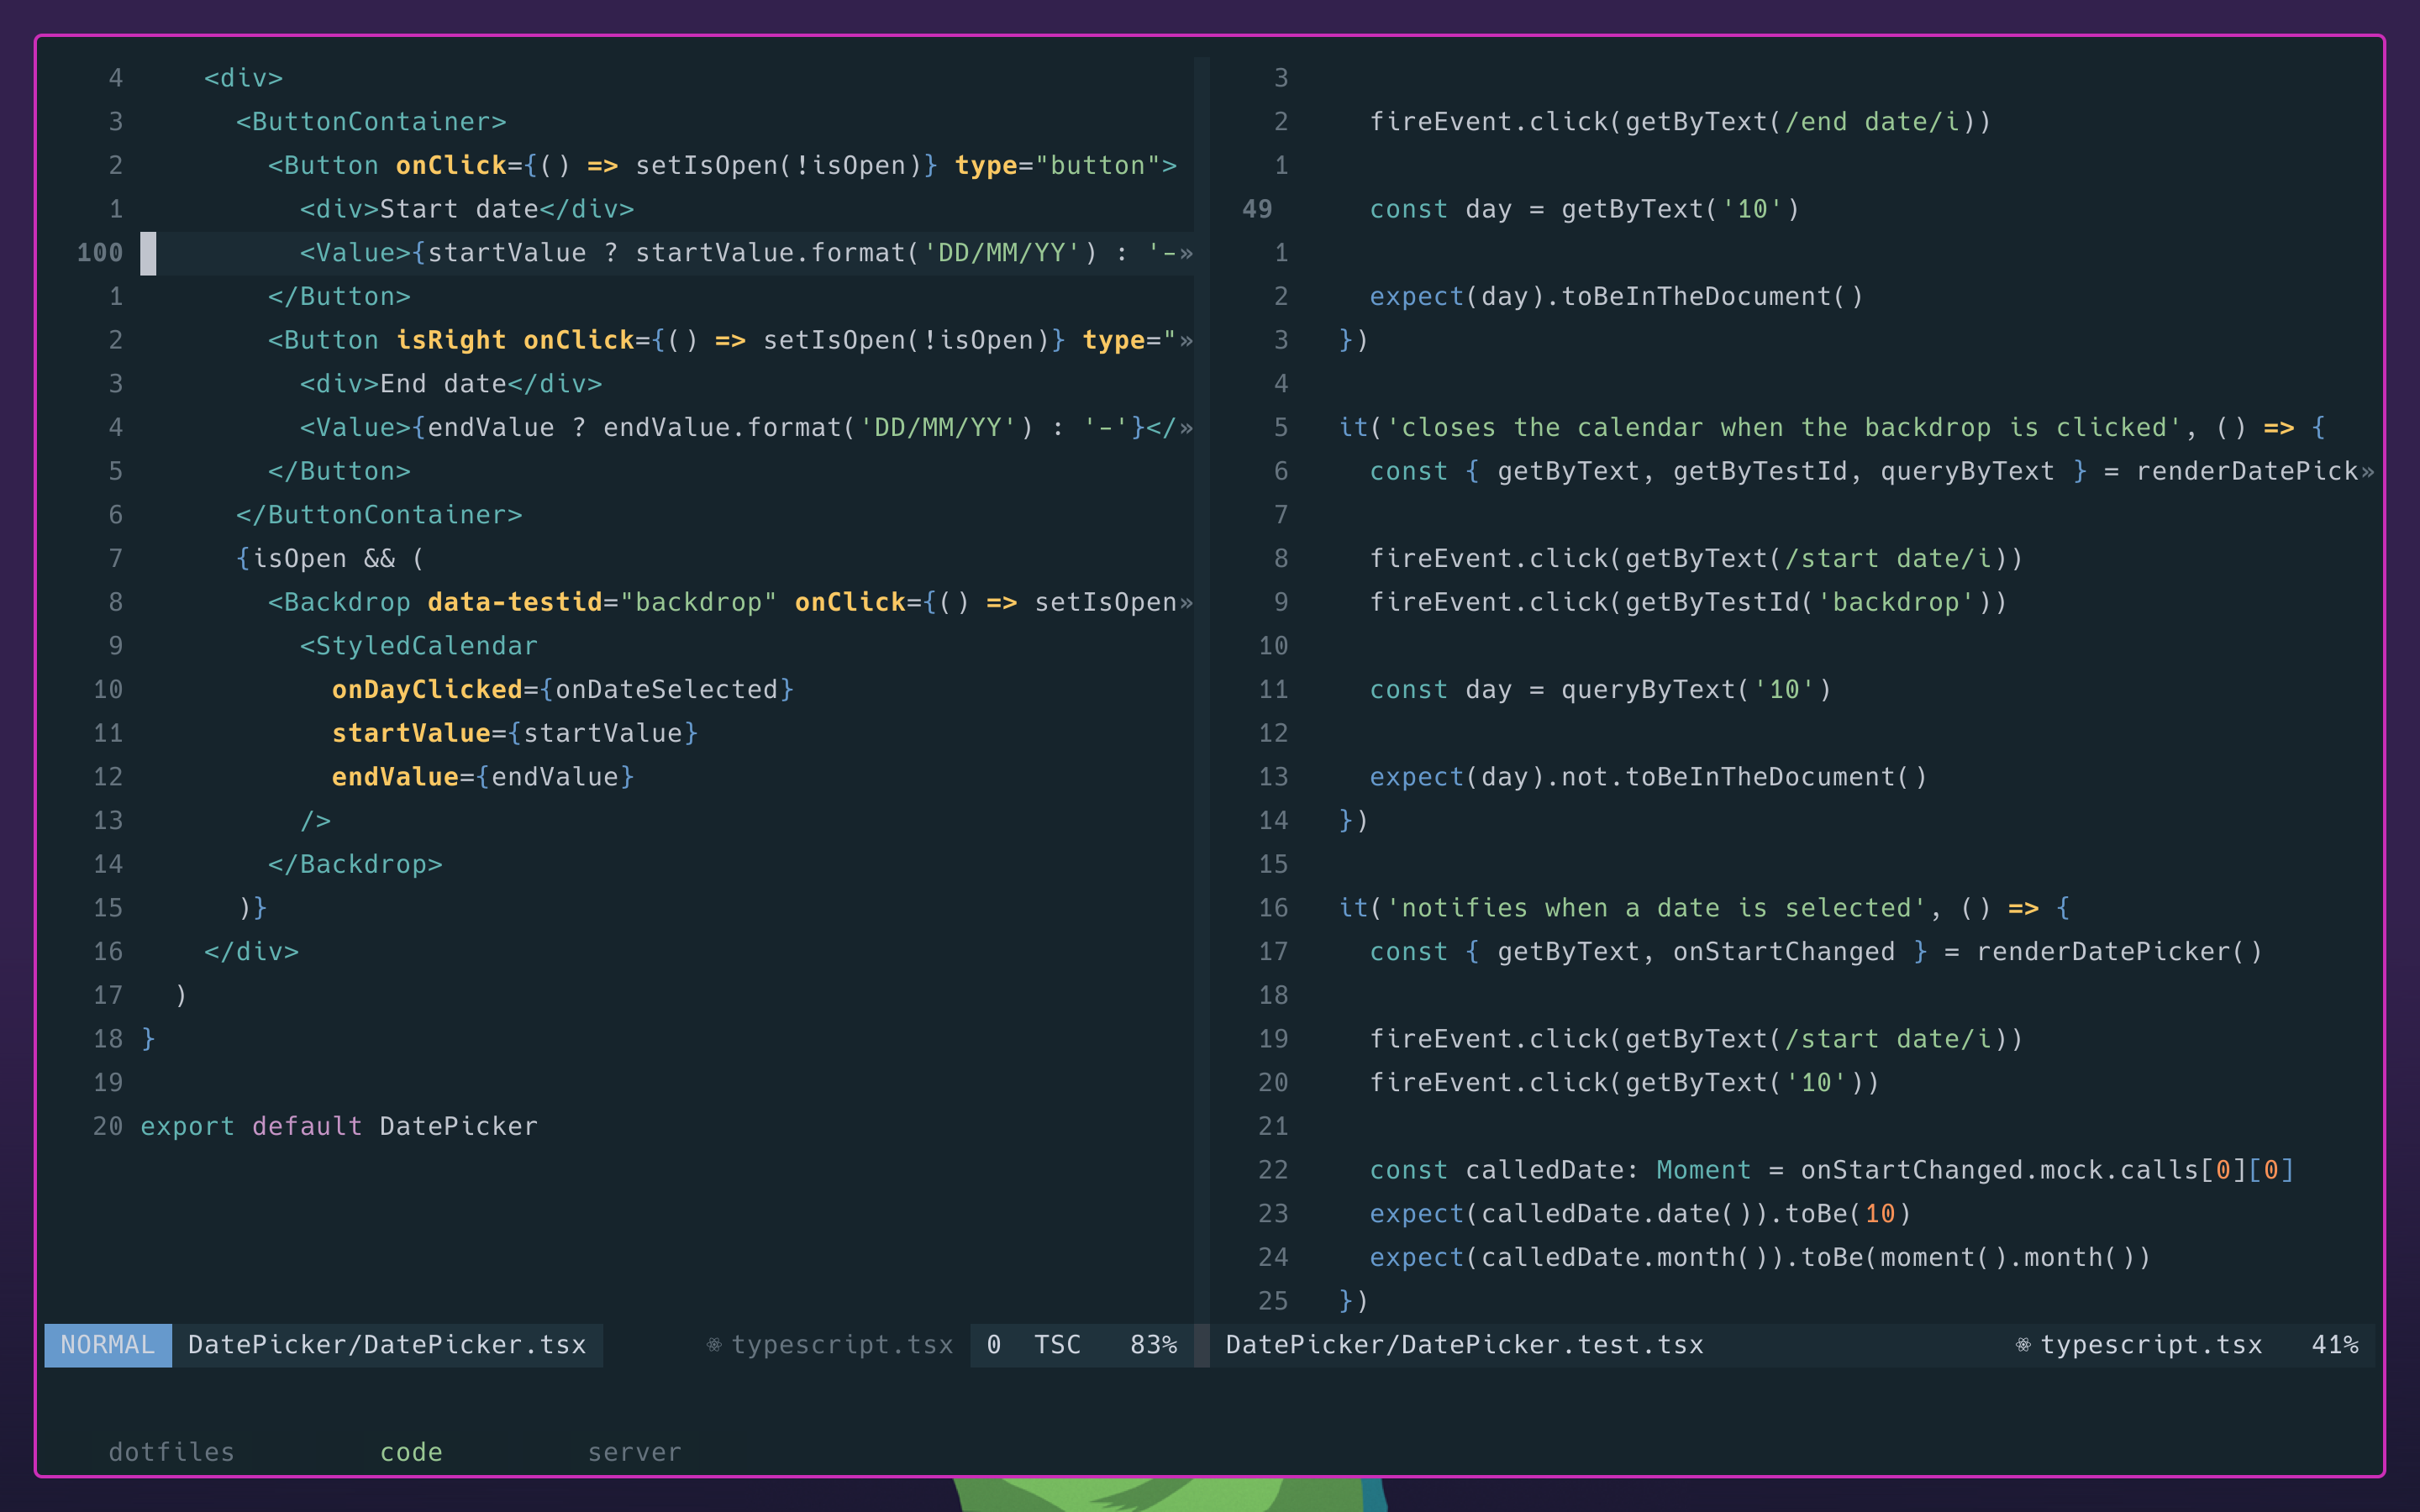 4     <div>
3       <ButtonContainer>
2         <Button onClick={() => setIsOpen(!isOpen)} type="button">
1           <div>Start date</div>
100           <Value>{startValue ? startValue.format('DD/MM/YY') : '-»
1         </Button>
2         <Button isRight onClick={() => setIsOpen(!isOpen)} type="»
3           <div>End date</div>
4           <Value>{endValue ? endValue.format('DD/MM/YY') : '-'}</»
5         </Button>
6       </ButtonContainer>
7       {isOpen && (
8         <Backdrop data-testid="backdrop" onClick={() => setIsOpen»
9           <StyledCalendar
10             onDayClicked={onDateSelected}
11             startValue={startValue}
12             endValue={endValue}
13           />
14         </Backdrop>
15       )}
16     </div>
17   )
18 }
19
20 export default DatePicker
NORMAL DatePicker/DatePicker.tsx typescript.tsx 0 TSC 83%
3
2     fireEvent.click(getByText(/end date/i))
1
49     const day = getByText('10')
1
2     expect(day).toBeInTheDocument()
3   })
4
5   it('closes the calendar when the backdrop is clicked', () => {
6     const { getByText, getByTestId, queryByText } = renderDatePick»
7
8     fireEvent.click(getByText(/start date/i))
9     fireEvent.click(getByTestId('backdrop'))
10
11     const day = queryByText('10')
12
13     expect(day).not.toBeInTheDocument()
14   })
15
16   it('notifies when a date is selected', () => {
17     const { getByText, onStartChanged } = renderDatePicker()
18
19     fireEvent.click(getByText(/start date/i))
20     fireEvent.click(getByText('10'))
21
22     const calledDate: Moment = onStartChanged.mock.calls[0][0]
23     expect(calledDate.date()).toBe(10)
24     expect(calledDate.month()).toBe(moment().month())
25   })
DatePicker/DatePicker.test.tsx typescript.tsx 41%
dotfiles code server